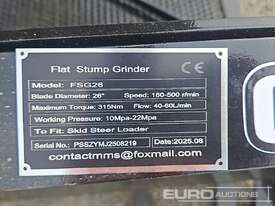 Flat Stump Grinder CE
Model: FSG26
Blade Diameter: 26" Speed: 180-500 r/min
Maximum Torque: 315Nm Flow: 40-60L/min
Working Pressure: 10Mpa-22Mpa
To Fit: Skid Steer Loader
Serial No.: PSSZYMJ2508219 Date:2025.08
contactmms@foxmail.com
EURO AUCTIONS